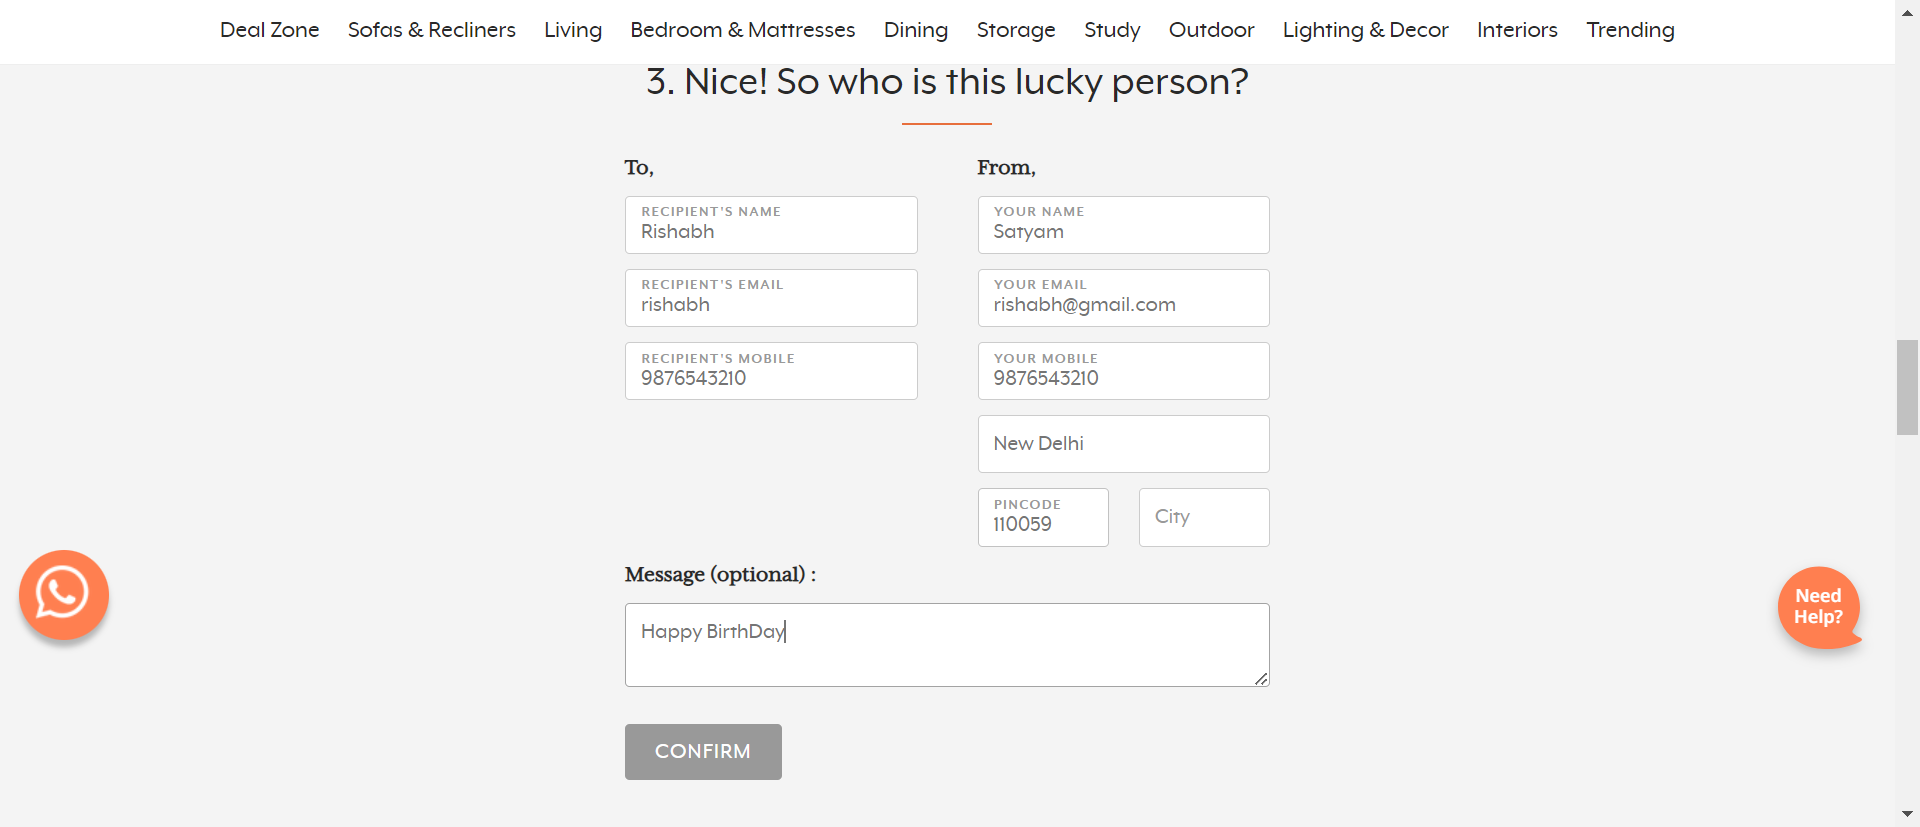 Deal Zone Sofas & Recliners Living Bedroom & Mattresses Dining Storage Study Outdoor Lighting & Decor Interiors Trending
3. Nice! So who is this lucky person?
To,
RECIPIENT'S NAME
Rishabh
RECIPIENT'S EMAIL
rishabh
RECIPIENT'S MOBILE
9876543210
From,
YOUR NAME
Satyam
YOUR EMAIL
rishabh@gmail.com
YOUR MOBILE
9876543210
New Delhi
PINCODE
110059
City
Message (optional) :
Happy BirthDay
CONFIRM
Need
Help?